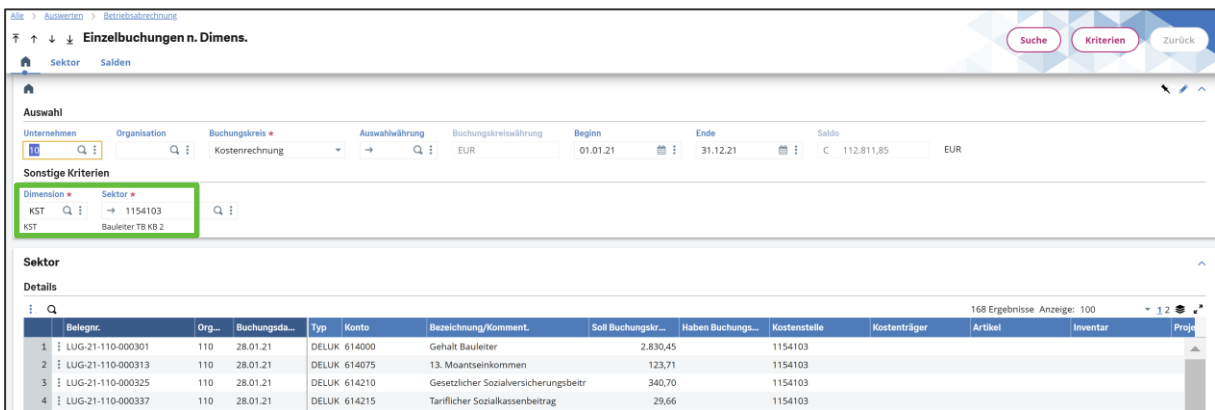 Alle > Auswerten > Betriebsabrechnung
Einzelbuchungen n. Dimens.
Suche Kriterien Zurück
Sektor Salden
Auswahl
Unternehmen Organisation Buchungskreis * Auswahlwährung Buchungskreiswährung Beginn Ende Saldo
10 Kostenrechnung EUR 01.01.21 31.12.21 C 112.811,85 EUR
Sonstige Kriterien
Dimension * Sektor *
KST 1154103
KST Bauleiter TB KB 2
Sektor
Details
168 Ergebnisse Anzeige: 100 1 2
Belegnr. Org... Buchungsda... Typ Konto Bezeichnung/Komment. Soll Buchungskr... Haben Buchungs... Kostenstelle Kostenträger Artikel Inventar Proje
1 LUG-21-110-000301 110 28.01.21 DELUK 614000 Gehalt Bauleiter 2.830,45 1154103
2 LUG-21-110-000313 110 28.01.21 DELUK 614075 13. Moantseinkommen 123,71 1154103
3 LUG-21-110-000325 110 28.01.21 DELUK 614210 Gesetzlicher Sozialversicherungsbeitr 340,70 1154103
4 LUG-21-110-000337 110 28.01.21 DELUK 614215 Tariflicher Sozialkassenbeitrag 29,66 1154103